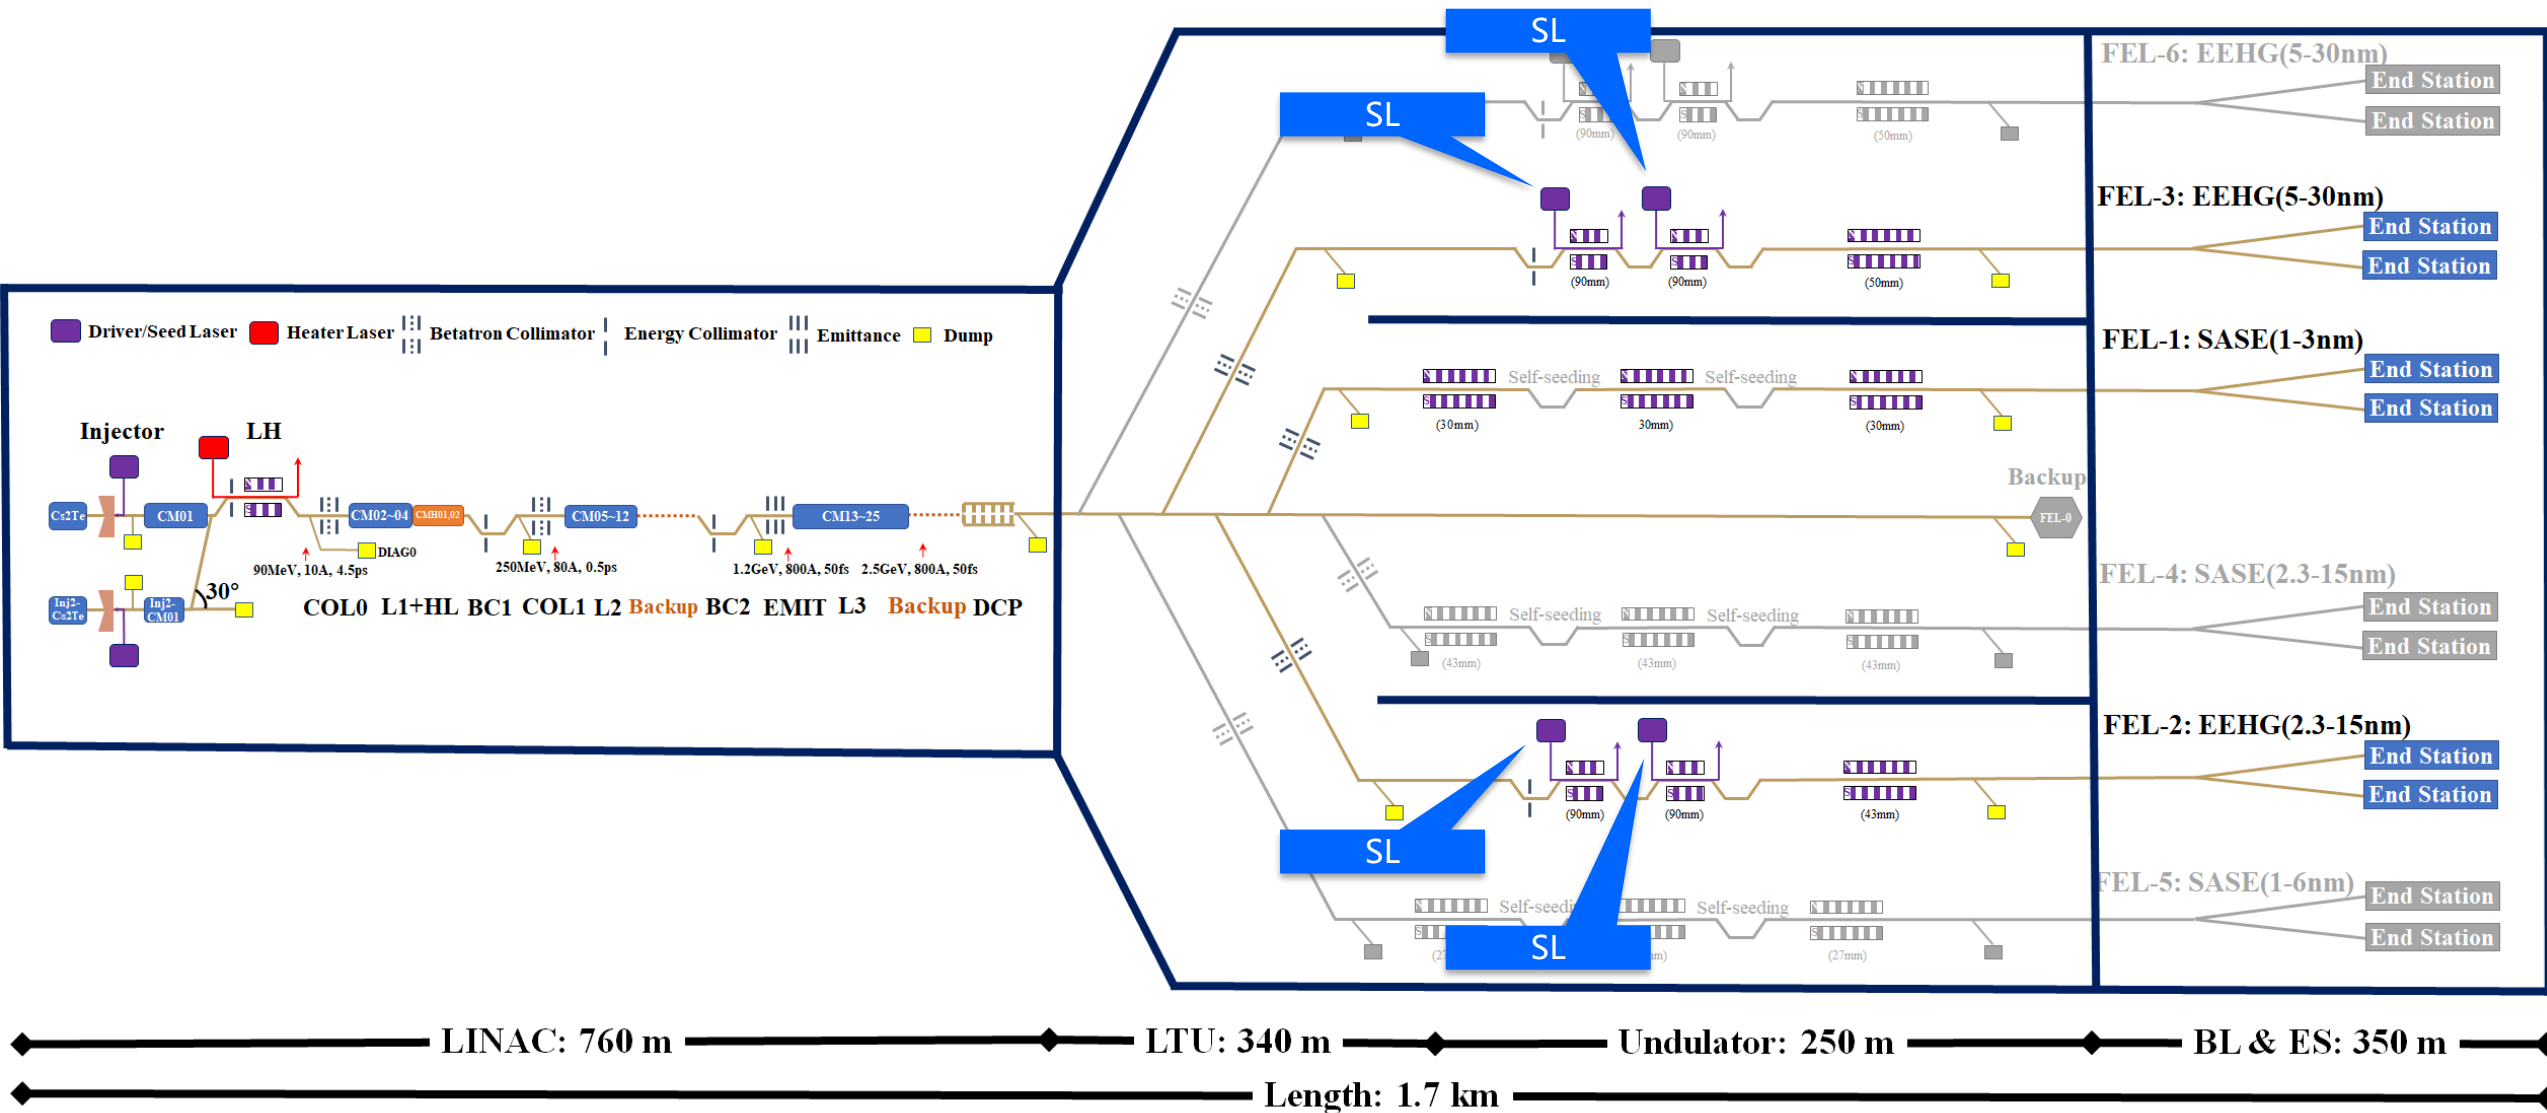 SL
FEL-6: EEHG(5-30nm)
End Station
SL
End Station
(90mm) (90mm) (50mm)
FEL-3: EEHG(5-30nm)
End Station
End Station
(90mm) (90mm) (50mm)
Driver/Seed Laser Heater Laser Betatron Collimator Energy Collimator Emittance Dump
FEL-1: SASE(1-3nm)
N Self-seeding N Self-seeding N End Station
S S S End Station
(30mm) 30mm) (30mm)
Injector LH
Backup
Cs2Te CM01 CM02~04 CMH01,02 CM05~12 CM13~25 FEL-0
DIAG0
90MeV, 10A, 4.5ps 250MeV, 80A, 0.5ps 1.2GeV, 800A, 50fs 2.5GeV, 800A, 50fs
FEL-4: SASE(2.3-15nm)
30°
Inj2-Cs2Te Inj2-CM01
COL0 L1+HL BC1 COL1 L2 Backup BC2 EMIT L3 Backup DCP
Self-seeding Self-seeding End Station
End Station
(43mm) (43mm) (43mm)
FEL-2: EEHG(2.3-15nm)
End Station
End Station
(90mm) (90mm) (43mm)
SL
FEL-5: SASE(1-6nm)
Self-seedi Self-seeding End Station
SL
End Station
(27 mm) (27mm)
LINAC: 760 m LTU: 340 m Undulator: 250 m BL & ES: 350 m
Length: 1.7 km